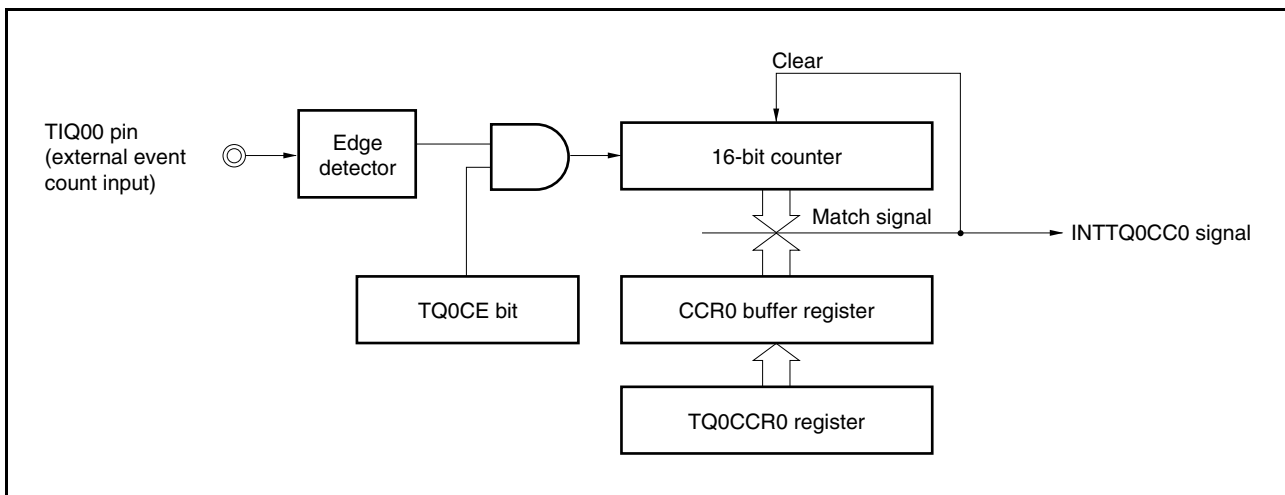 Clear
TIQ00 pin
(external event
count input)
Edge
detector
16-bit counter
Match signal
INTTQ0CC0 signal
TQ0CE bit
CCR0 buffer register
TQ0CCR0 register